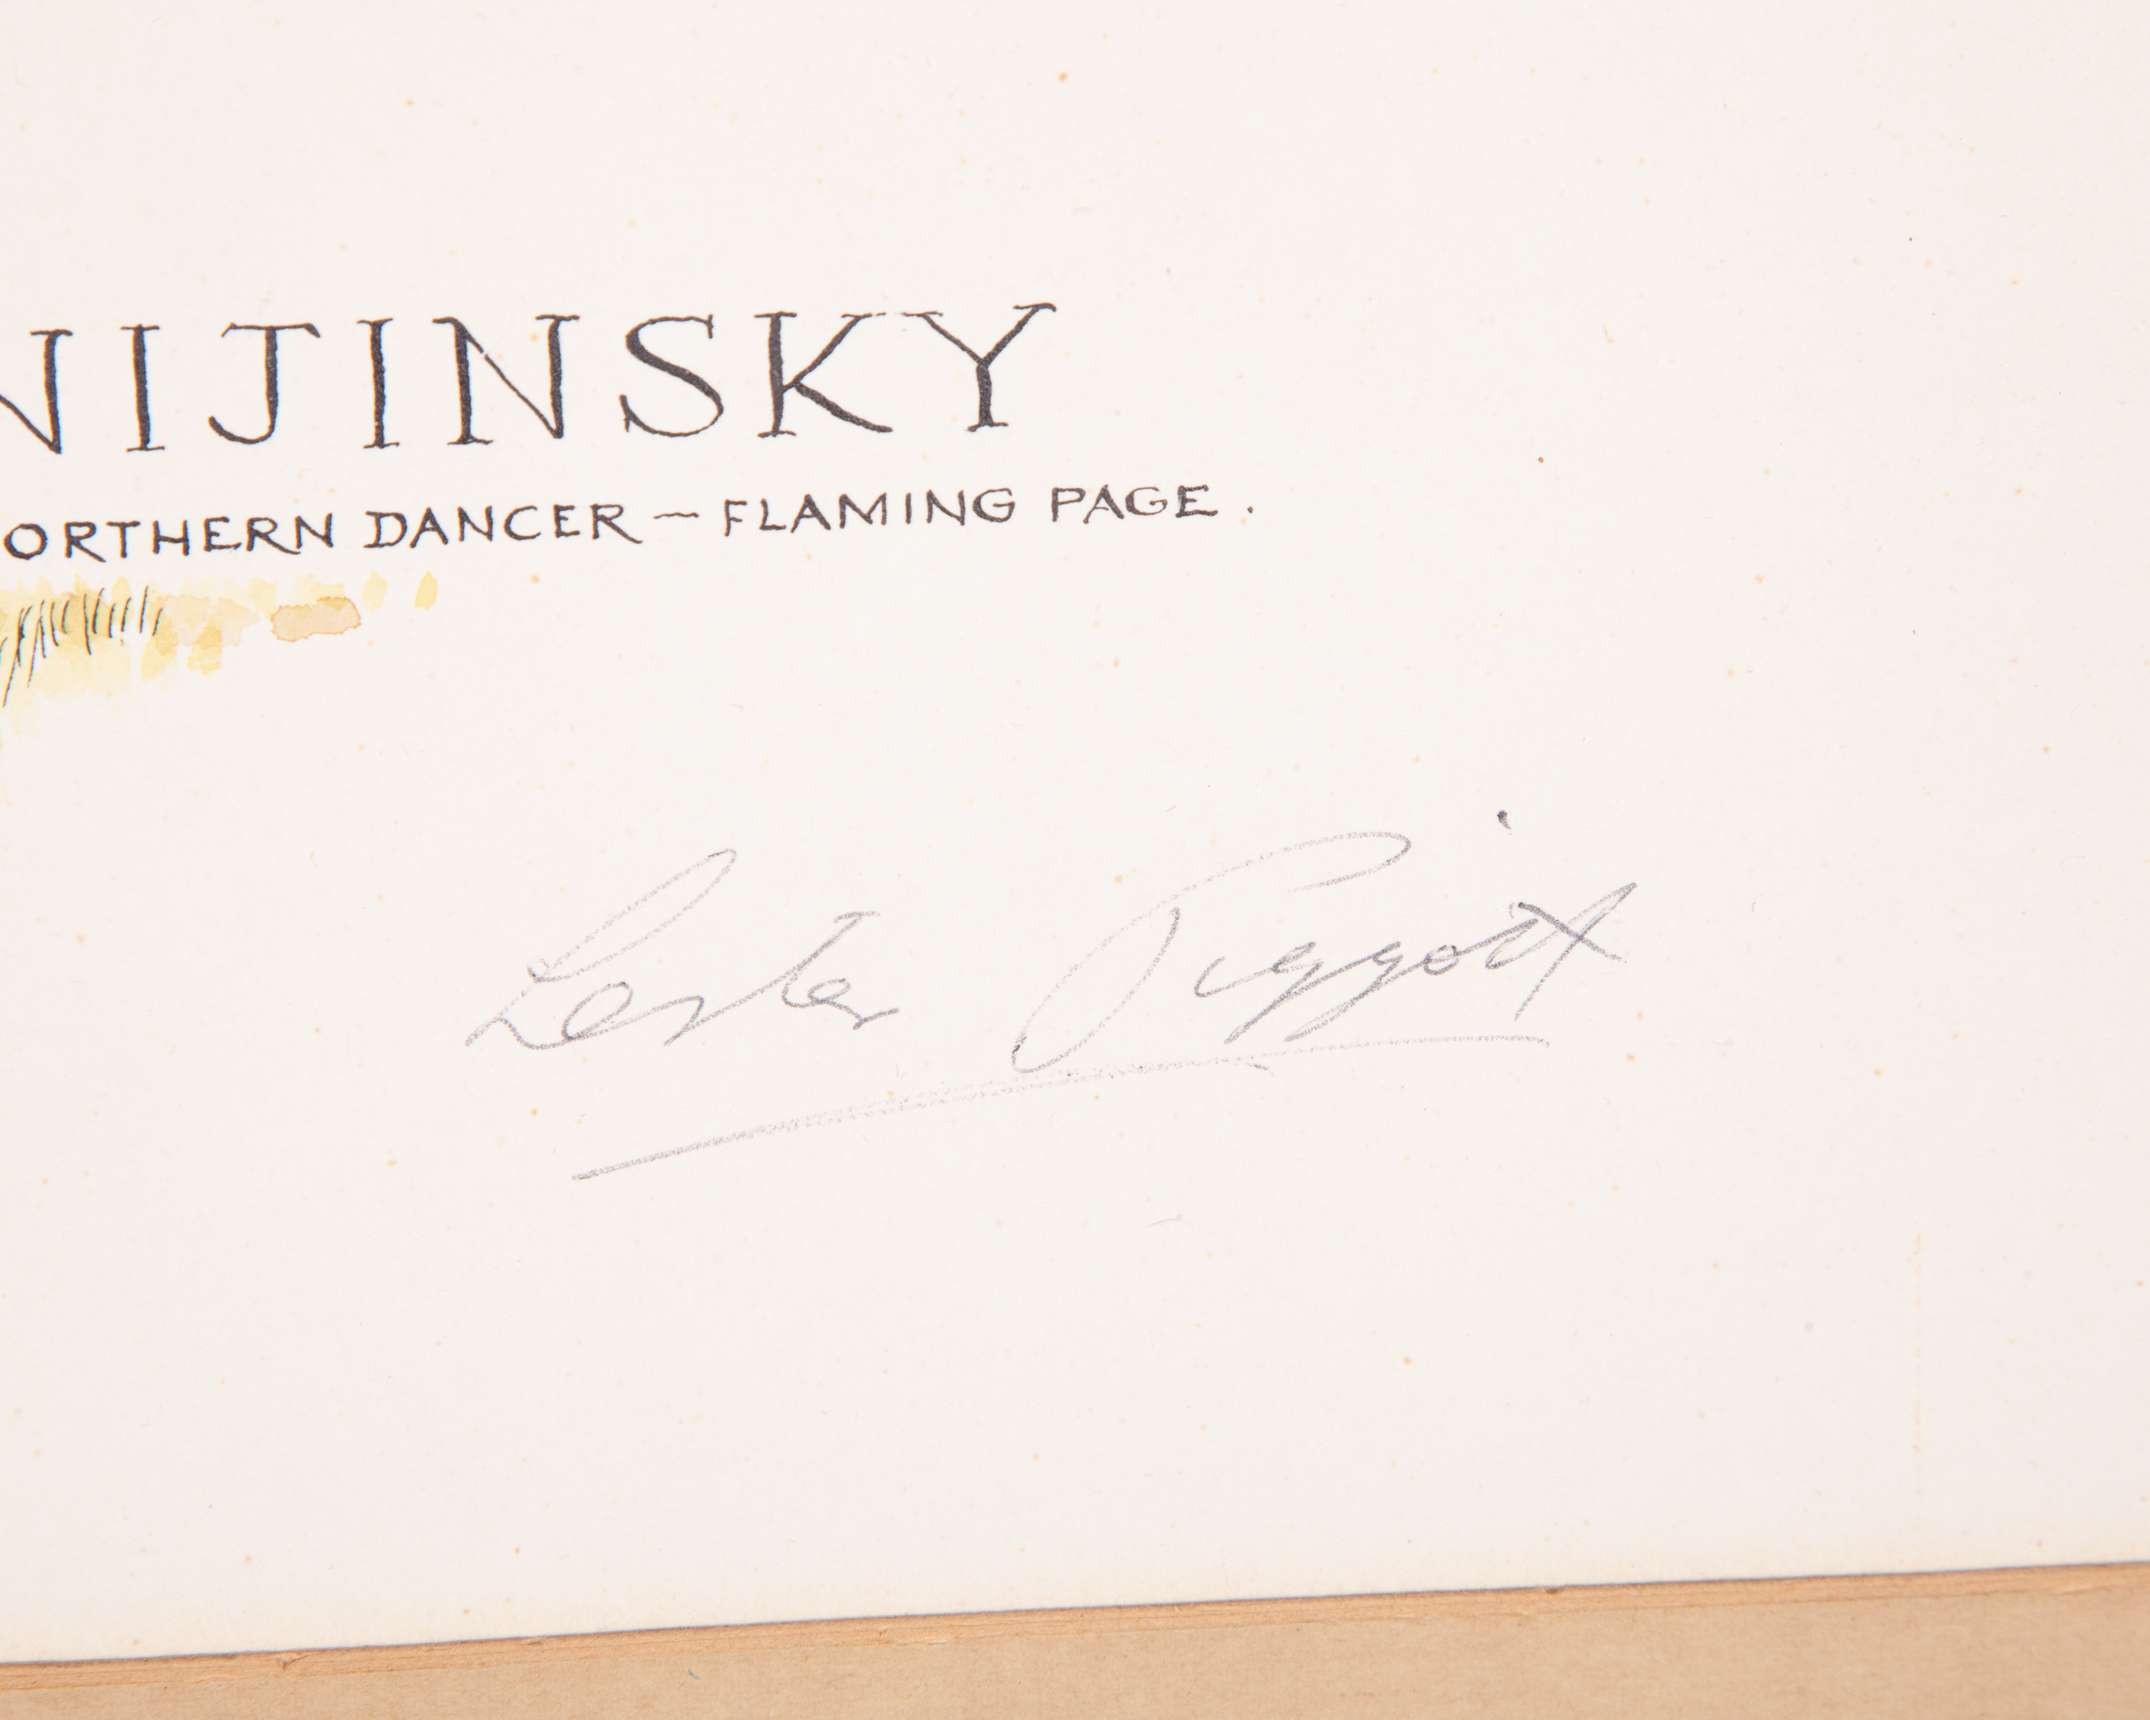 NIJINSKY
ORTHERN DANCER ~ FLAMING PAGE.
Lester Piggott